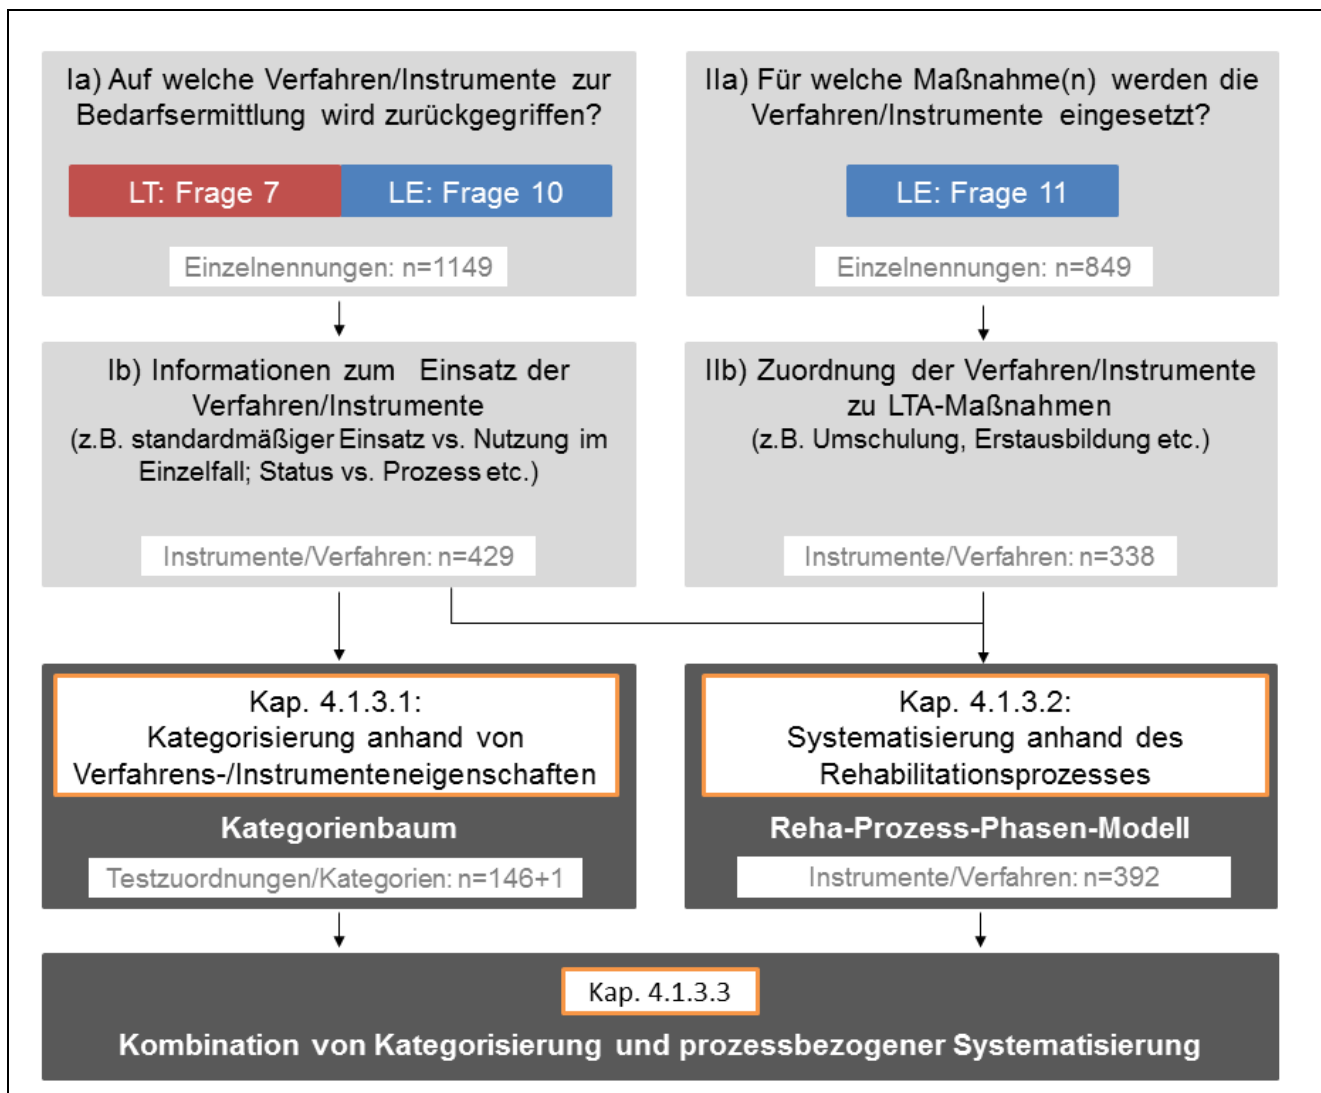 Ia) Auf welche Verfahren/Instrumente zur
Bedarfsermittlung wird zurückgegriffen?
LT: Frage 7
LE: Frage 10
Einzelnennungen: n=1149
IIa) Für welche Maßnahme(n) werden die
Verfahren/Instrumente eingesetzt?
LE: Frage 11
Einzelnennungen: n=849
Ib) Informationen zum Einsatz der
Verfahren/Instrumente
(z.B. standardmäßiger Einsatz vs. Nutzung im
Einzelfall; Status vs. Prozess etc.)
Instrumente/Verfahren: n=429
IIb) Zuordnung der Verfahren/Instrumente
zu LTA-Maßnahmen
(z.B. Umschulung, Erstausbildung etc.)
Instrumente/Verfahren: n=338
Kap. 4.1.3.1:
Kategorisierung anhand von
Verfahrens-/Instrumenteneigenschaften
Kategorienbaum
Testzuordnungen/Kategorien: n=146+1
Kap. 4.1.3.2:
Systematisierung anhand des
Rehabilitationsprozesses
Reha-Prozess-Phasen-Modell
Instrumente/Verfahren: n=392
Kap. 4.1.3.3
Kombination von Kategorisierung und prozessbezogener Systematisierung